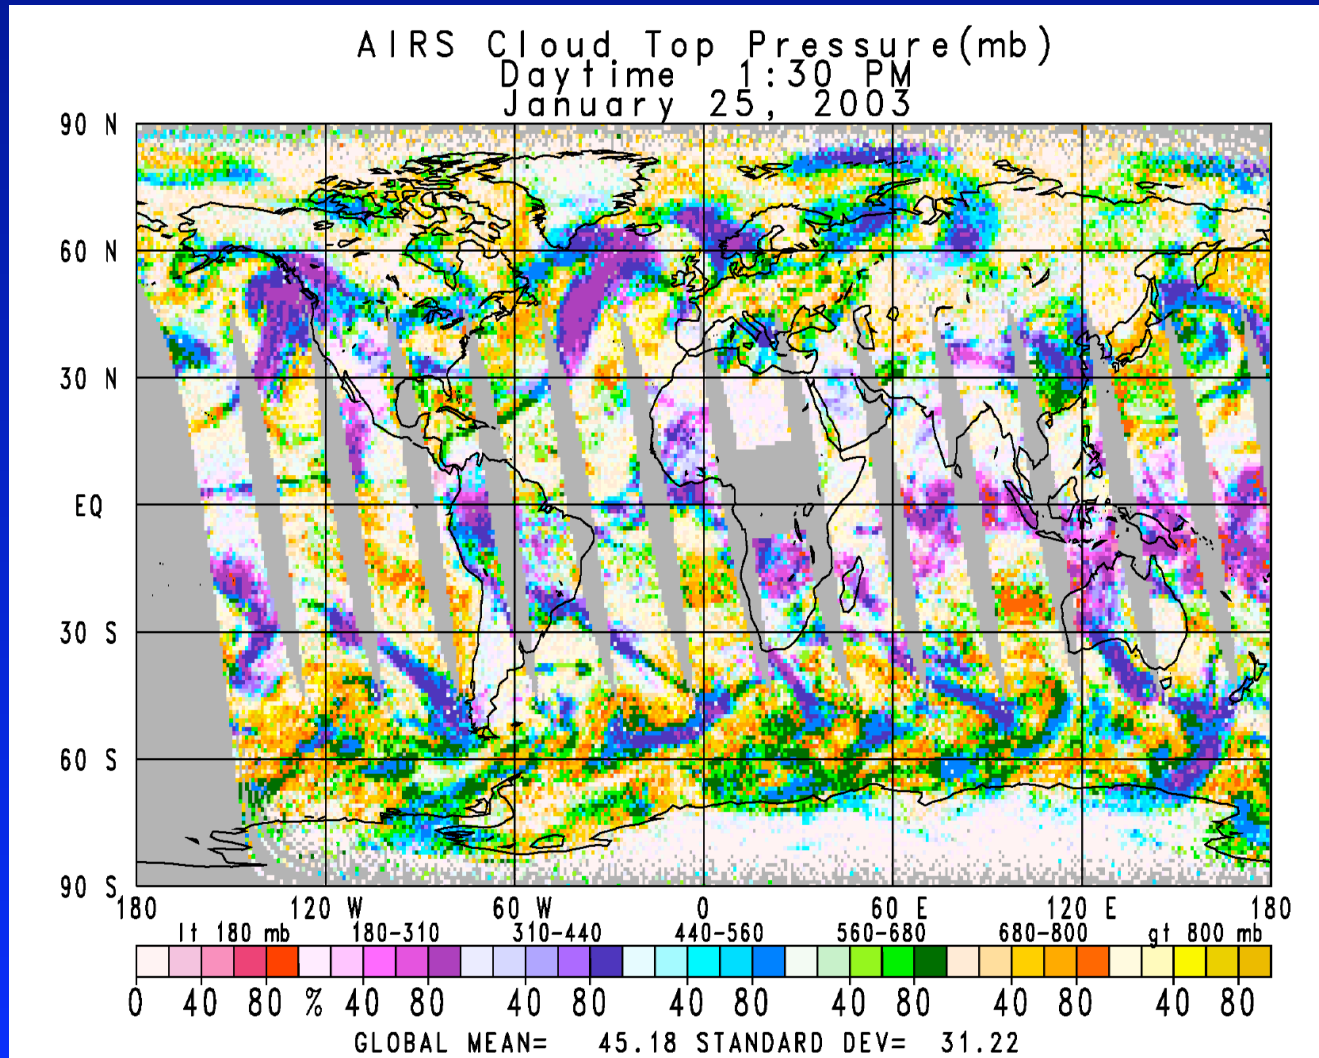 AIRS Cloud Top Pressure(mb)
Daytime 1:30 PM
January 25, 2003
90 N
60 N
30 N
EQ
30 S
60 S
90 S
180 120 W 60 W 0 60 E 120 E 180
lt 180 mb 180-310 310-440 440-560 560-680 680-800 gt 800 mb
0 40 80 % 40 80 40 80 40 80 40 80 40 80 40 80
GLOBAL MEAN= 45.18 STANDARD DEV= 31.22